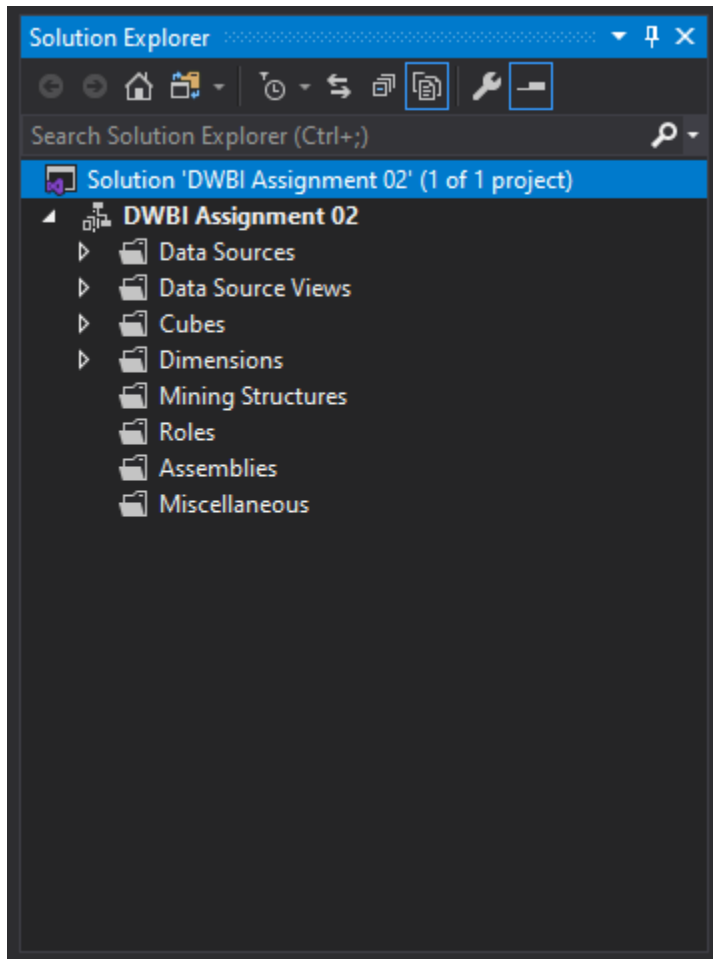 Solution Explorer
Search Solution Explorer (Ctrl+;)
Solution 'DWBI Assignment 02' (1 of 1 project)
DWBI Assignment 02
Data Sources
Data Source Views
Cubes
Dimensions
Mining Structures
Roles
Assemblies
Miscellaneous